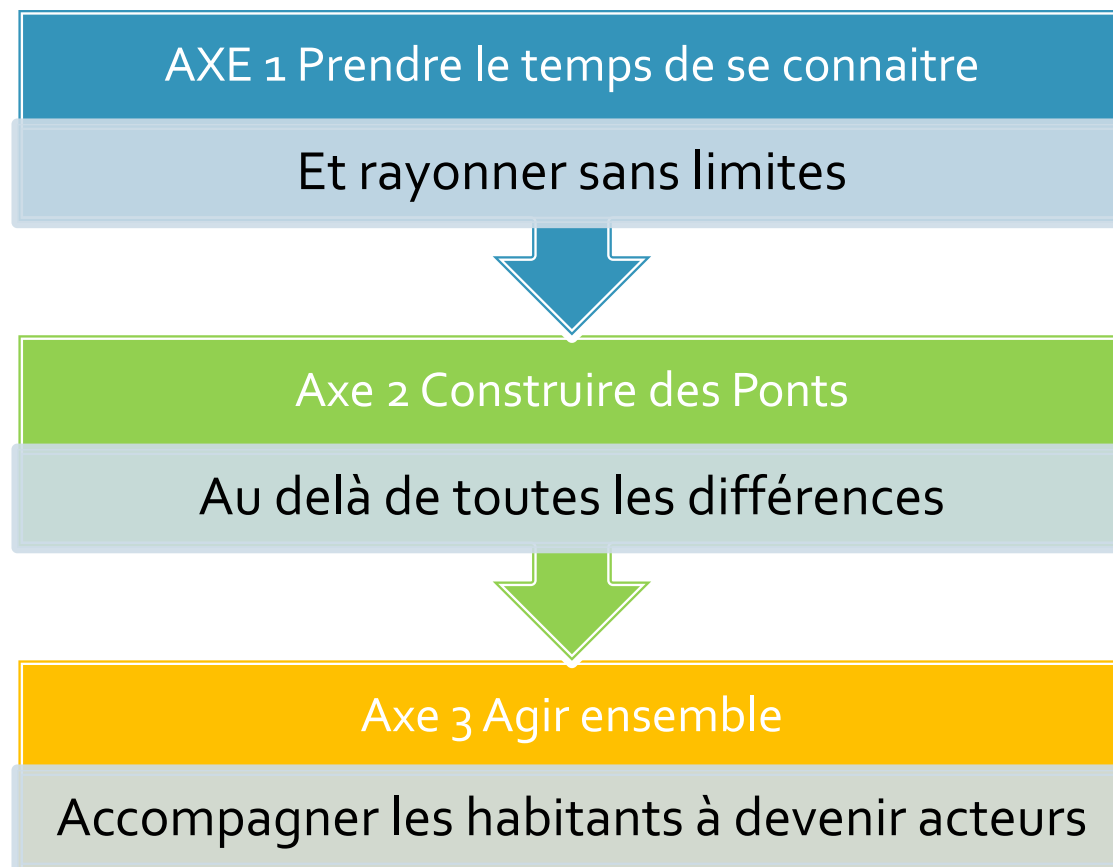 AXE 1 Prendre le temps de se connaitre
Et rayonner sans limites
Axe 2 Construire des Ponts
Au delà de toutes les différences
Axe 3 Agir ensemble
Accompagner les habitants à devenir acteurs